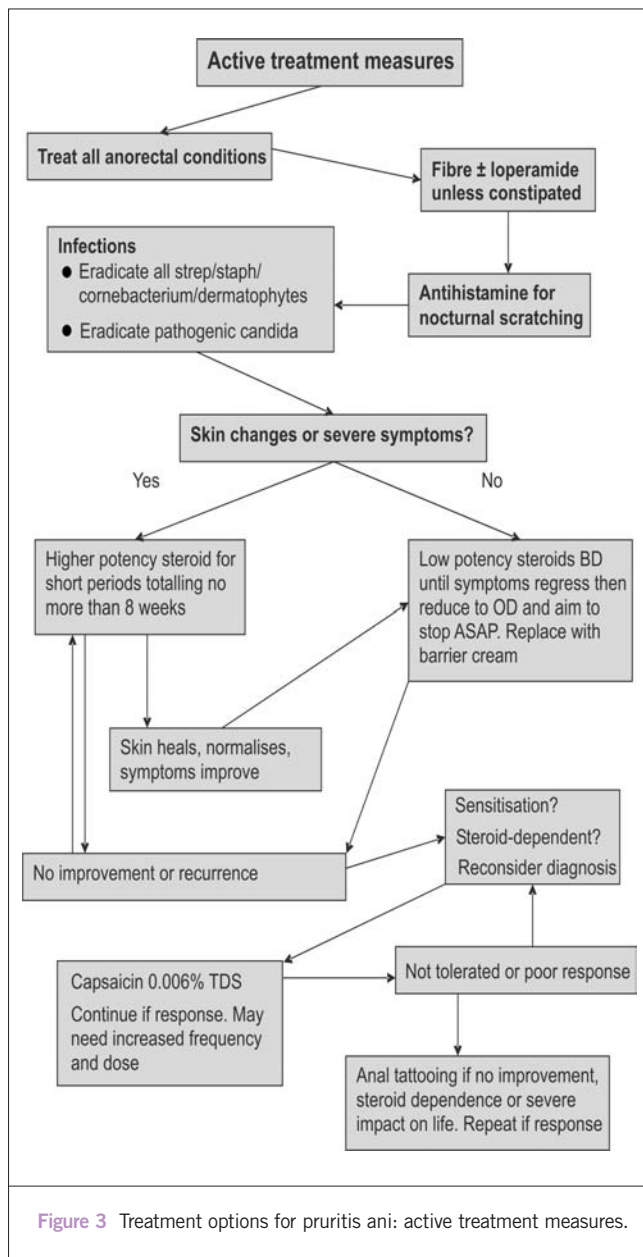 Active treatment measures
Treat all anorectal conditions
Fibre ± loperamide
unless constipated
Infections
● Eradicate all strep/staph/
cornebacterium/dermatophytes
● Eradicate pathogenic candida
Antihistamine for
nocturnal scratching
Skin changes or severe symptoms?
Yes
No
Higher potency steroid for
short periods totalling no
more than 8 weeks
Low potency steroids BD
until symptoms regress then
reduce to OD and aim to
stop ASAP. Replace with
barrier cream
Skin heals, normalises,
symptoms improve
Sensitisation?
Steroid-dependent?
Reconsider diagnosis
No improvement or recurrence
Capsaicin 0.006% TDS
Continue if response. May
need increased frequency
and dose
Not tolerated or poor response
Anal tattooing if no improvement,
steroid dependence or severe
impact on life. Repeat if response
Figure 3 Treatment options for pruritis ani: active treatment measures.